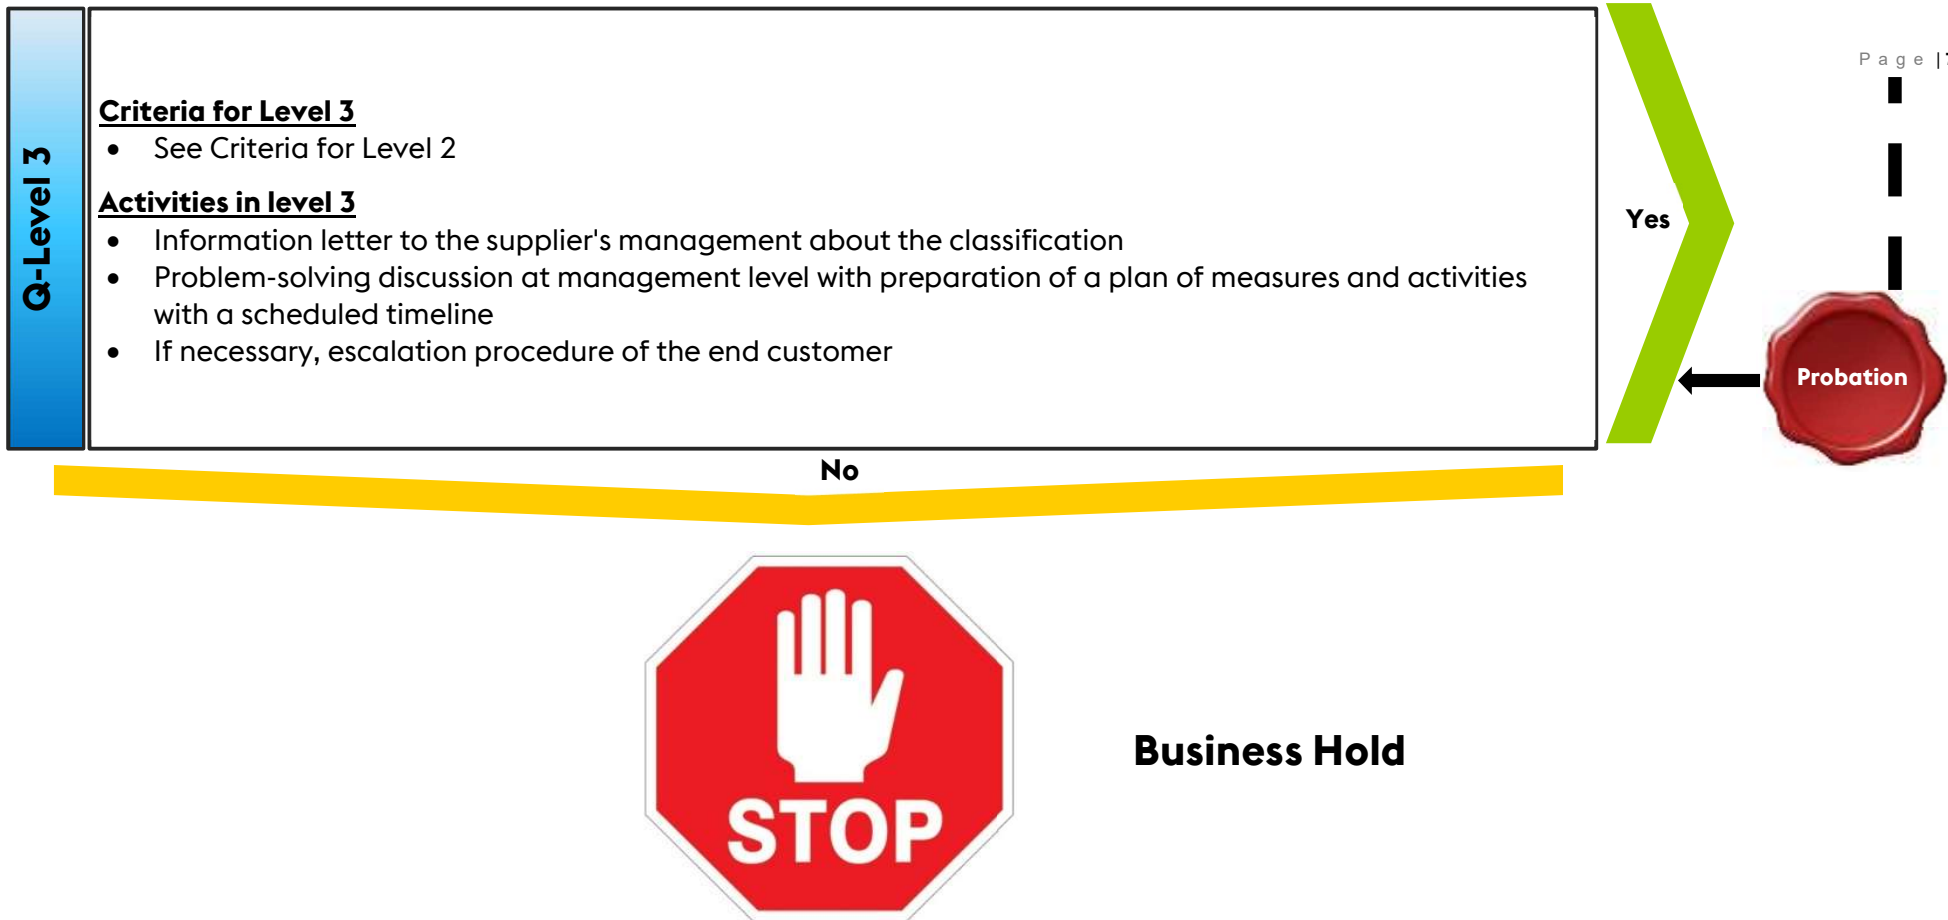 Page |7
Q-Level 3
Criteria for Level 3
• See Criteria for Level 2
Activities in level 3
• Information letter to the supplier's management about the classification
• Problem-solving discussion at management level with preparation of a plan of measures and activities
with a scheduled timeline
• If necessary, escalation procedure of the end customer
Yes
Probation
No
STOP
Business Hold